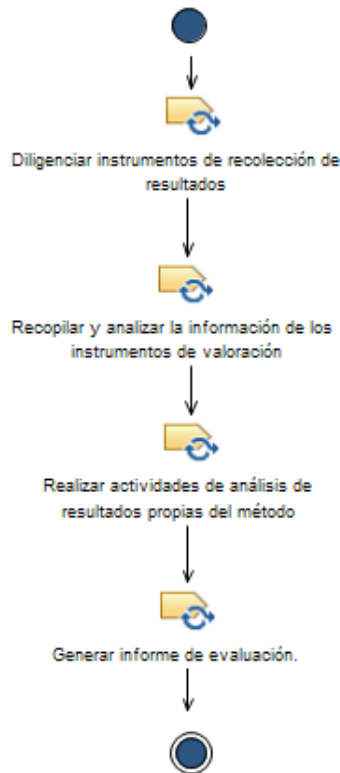 Diligenciar instrumentos de recolección de
resultados
Recopilar y analizar la información de los
instrumentos de valoración
Realizar actividades de análisis de
resultados propias del método
Generar informe de evaluación.